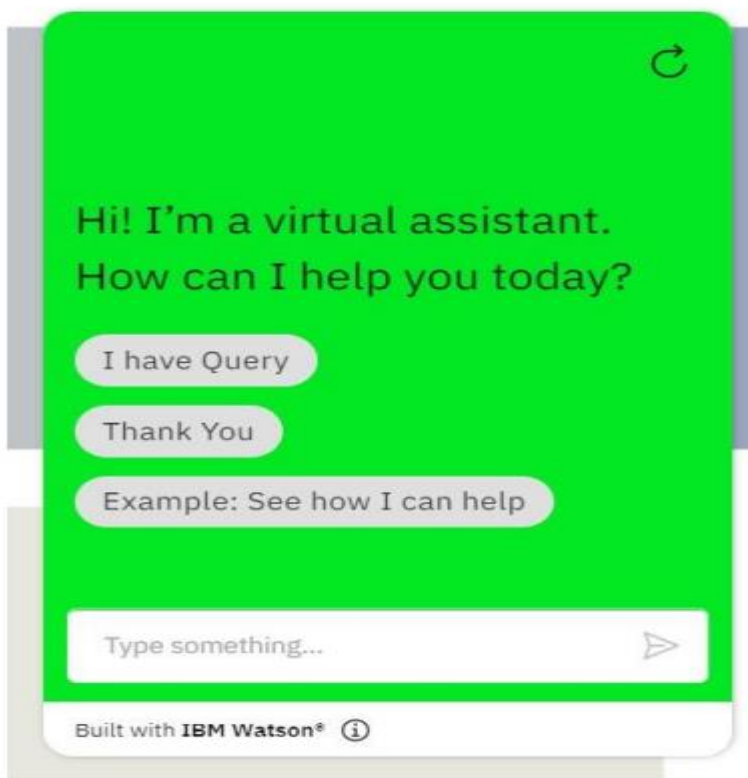 Hi! I’m a virtual assistant.
How can I help you today?
I have Query
Thank You
Example: See how I can help
Type something...
Built with IBM Watson®